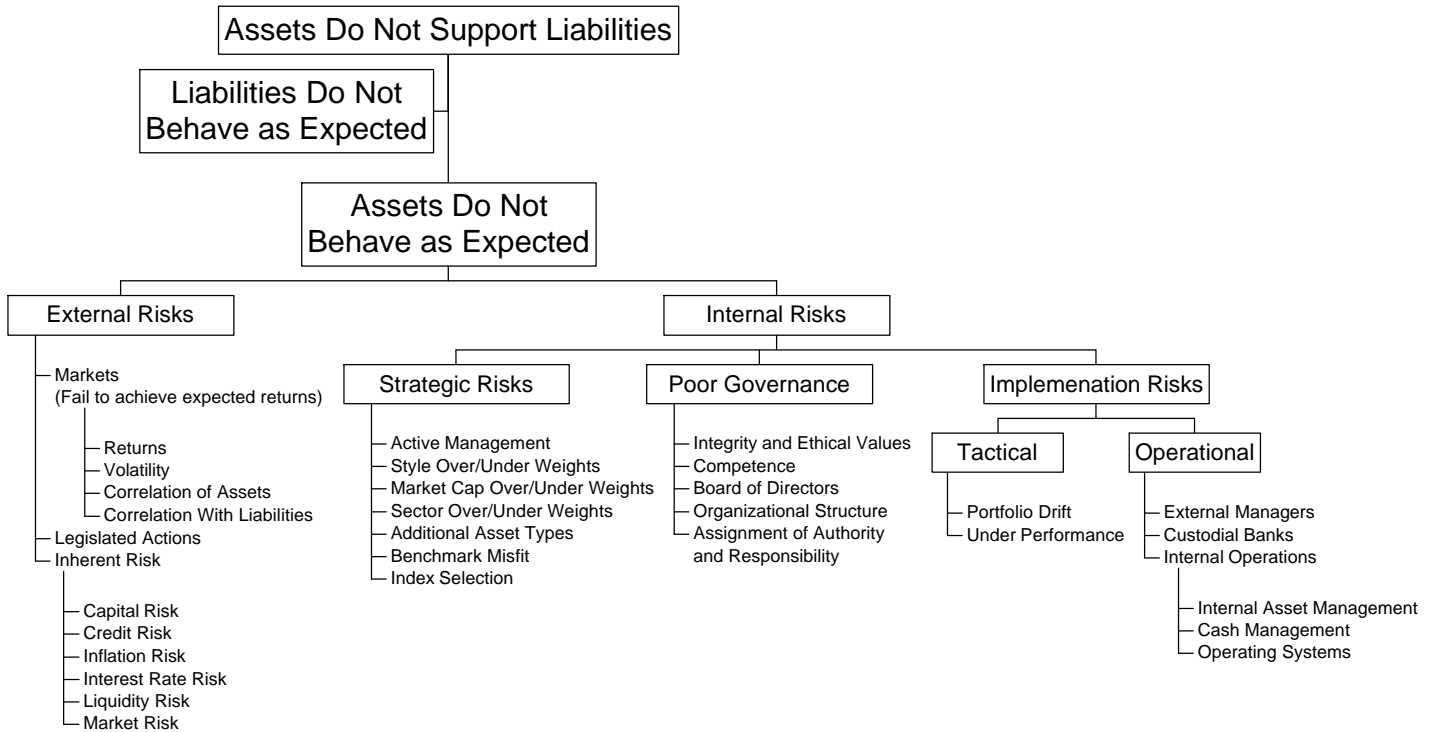 Assets Do Not Support Liabilities
Liabilities Do Not
Behave as Expected
Assets Do Not
Behave as Expected
External Risks
Markets
(Fail to achieve expected returns)
Returns
Volatility
Correlation of Assets
Correlation With Liabilities
Legislated Actions
Inherent Risk
Capital Risk
Credit Risk
Inflation Risk
Interest Rate Risk
Liquidity Risk
Market Risk
Internal Risks
Strategic Risks
Active Management
Style Over/Under Weights
Market Cap Over/Under Weights
Sector Over/Under Weights
Additional Asset Types
Benchmark Misfit
Index Selection
Poor Governance
Integrity and Ethical Values
Competence
Board of Directors
Organizational Structure
Assignment of Authority
and Responsibility
Implemenation Risks
Tactical
Portfolio Drift
Under Performance
Operational
External Managers
Custodial Banks
Internal Operations
Internal Asset Management
Cash Management
Operating Systems